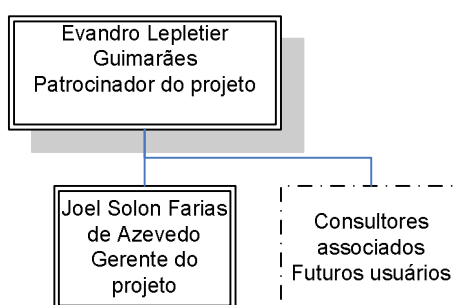 Evandro Lepletier
Guimarães
Patrocinador do projeto
Joel Solon Farias
de Azevedo
Gerente do
projeto
Consultores
associados
Futuros usuários